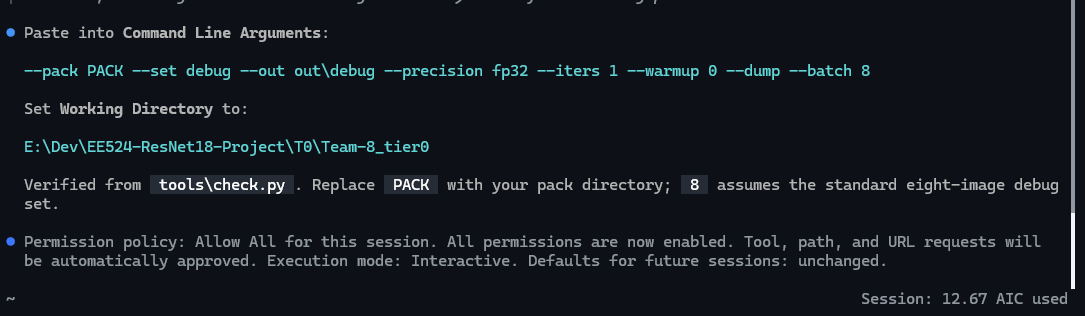 Paste into Command Line Arguments:
--pack PACK --set debug --out out\debug --precision fp32 --iters 1 --warmup 0 --dump --batch 8
Set Working Directory to:
E:\Dev\EE524-ResNet18-Project\T0\Team-8_tier0
Verified from tools\check.py. Replace PACK with your pack directory; 8 assumes the standard eight-image debug
set.
Permission policy: Allow All for this session. All permissions are now enabled. Tool, path, and URL requests will
be automatically approved. Execution mode: Interactive. Defaults for future sessions: unchanged.
~
Session: 12.67 AIC used